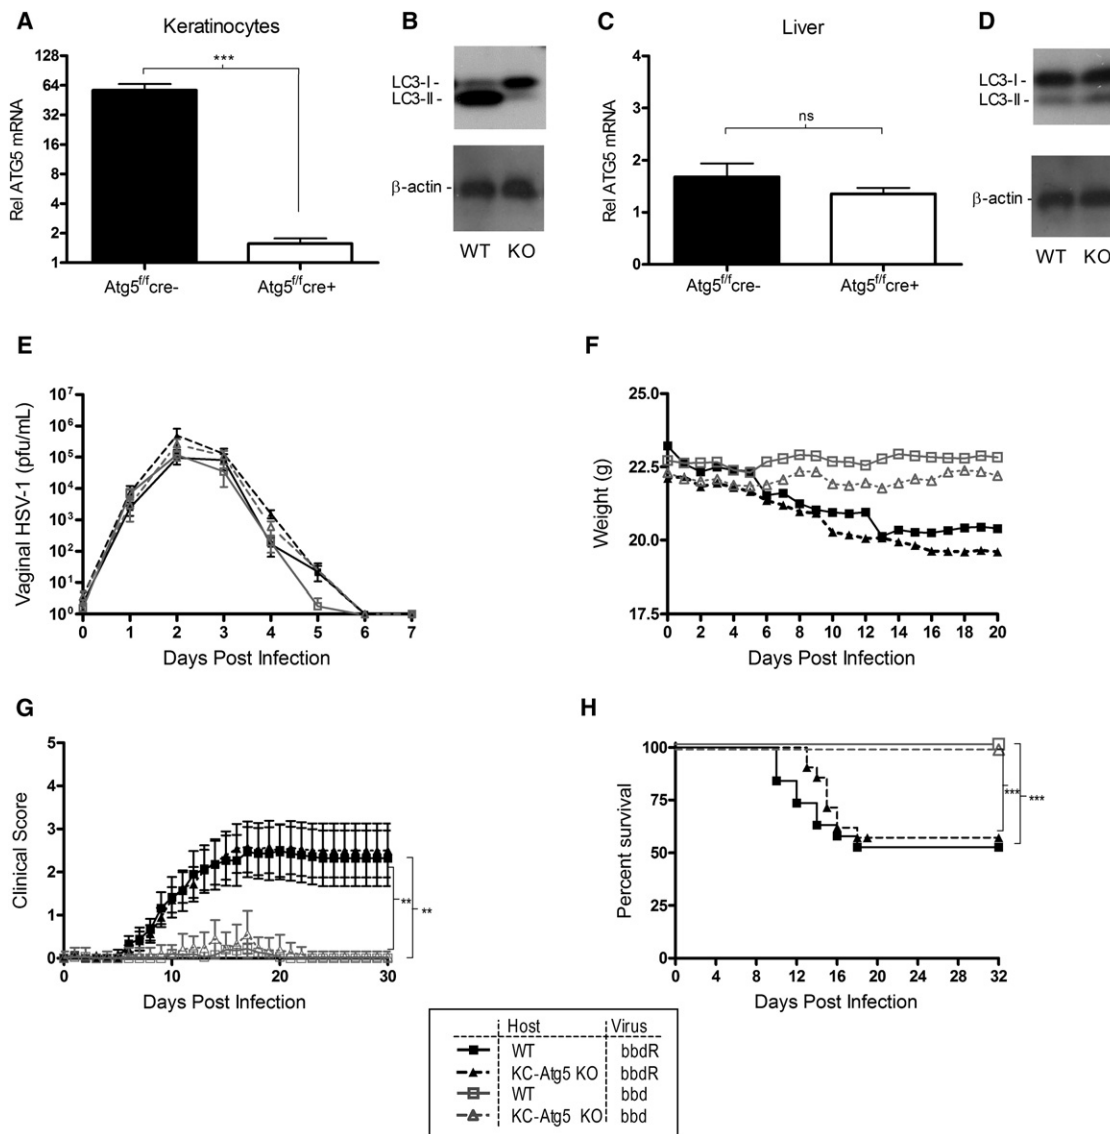 A
Keratinocytes
Rel ATG5 mRNA
128
64
32
16
8
4
2
1
***
Atg5f/fcre-
Atg5f/fcre+
B
LC3-I -
LC3-II -
β-actin -
WT KO
C
Liver
Rel ATG5 mRNA
4
3
2
1
0
ns
Atg5f/fcre-
Atg5f/fcre+
D
LC3-I -
LC3-II -
β-actin -
WT KO
E
Vaginal HSV-1 (pfu/mL)
10⁷
10⁶
10⁵
10⁴
10³
10²
10¹
10⁰
0 1 2 3 4 5 6 7
Days Post Infection
F
Weight (g)
25.0
22.5
20.0
17.5
0 2 4 6 8 10 12 14 16 18 20
Days Post Infection
G
Clinical Score
5
4
3
2
1
0
0 10 20 30
**
**
Days Post Infection
H
Percent survival
100
75
50
25
0
0 4 8 12 16 20 24 28 32
***
***
Days Post Infection
Host Virus
WT bbdR
KC-Atg5 KO bbdR
WT bbd
KC-Atg5 KO bbd